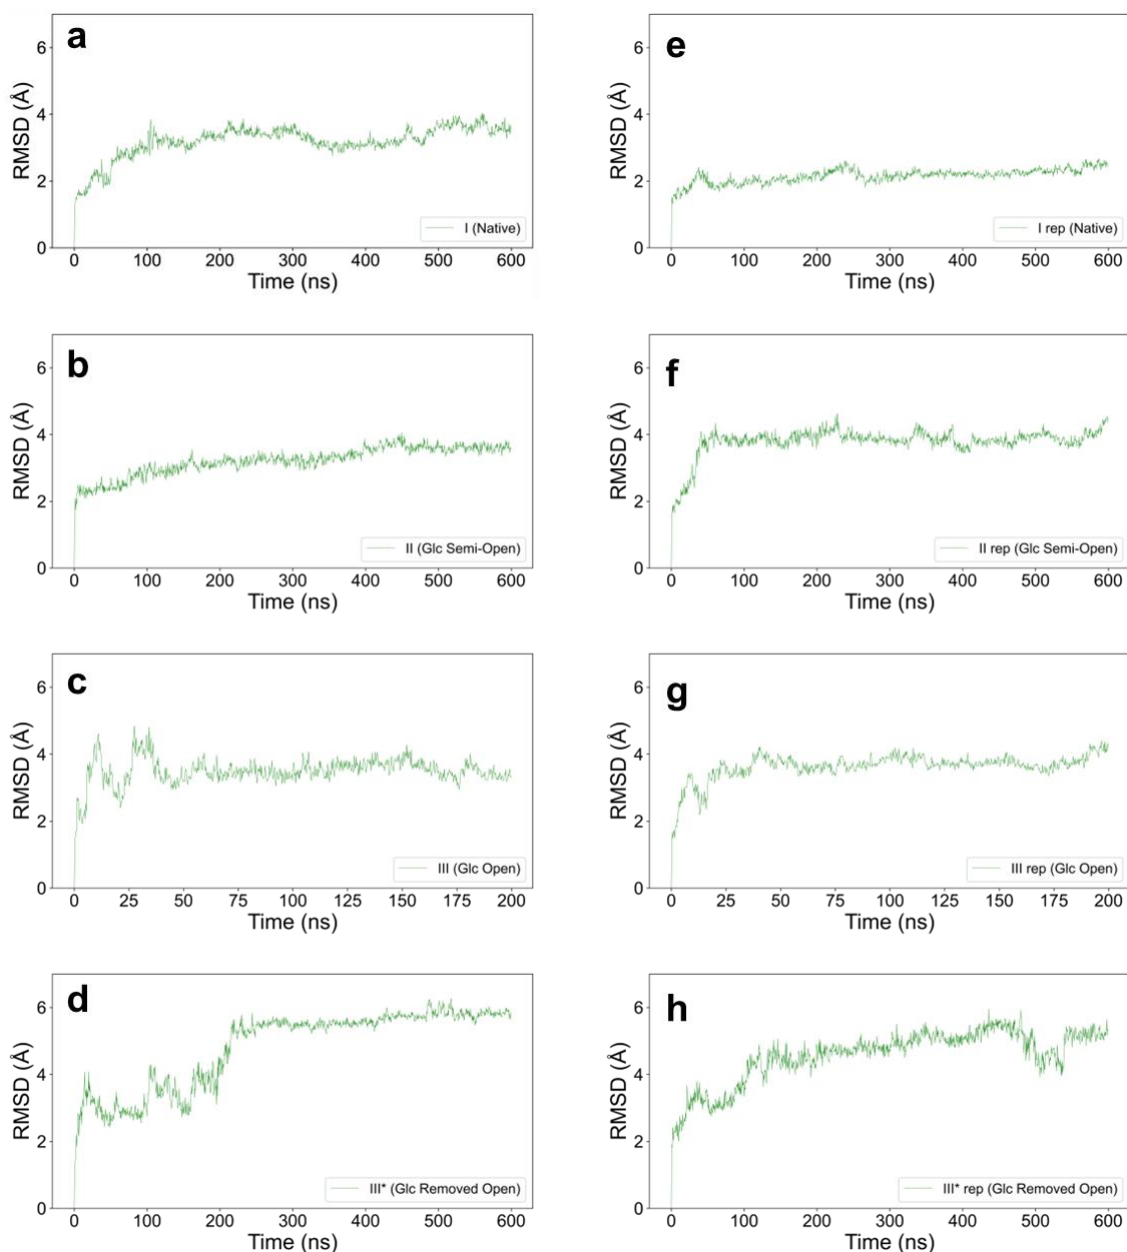 a
6
4
2
0
RMSD (Å)
I (Native)
0 100 200 300 400 500 600
Time (ns)
e
6
4
2
0
RMSD (Å)
I rep (Native)
0 100 200 300 400 500 600
Time (ns)
b
6
4
2
0
RMSD (Å)
II (Glc Semi-Open)
0 100 200 300 400 500 600
Time (ns)
f
6
4
2
0
RMSD (Å)
II rep (Glc Semi-Open)
0 100 200 300 400 500 600
Time (ns)
c
6
4
2
0
RMSD (Å)
III (Glc Open)
0 25 50 75 100 125 150 175 200
Time (ns)
g
6
4
2
0
RMSD (Å)
III rep (Glc Open)
0 25 50 75 100 125 150 175 200
Time (ns)
d
6
4
2
0
RMSD (Å)
III* (Glc Removed Open)
0 100 200 300 400 500 600
Time (ns)
h
6
4
2
0
RMSD (Å)
III* rep (Glc Removed Open)
0 100 200 300 400 500 600
Time (ns)